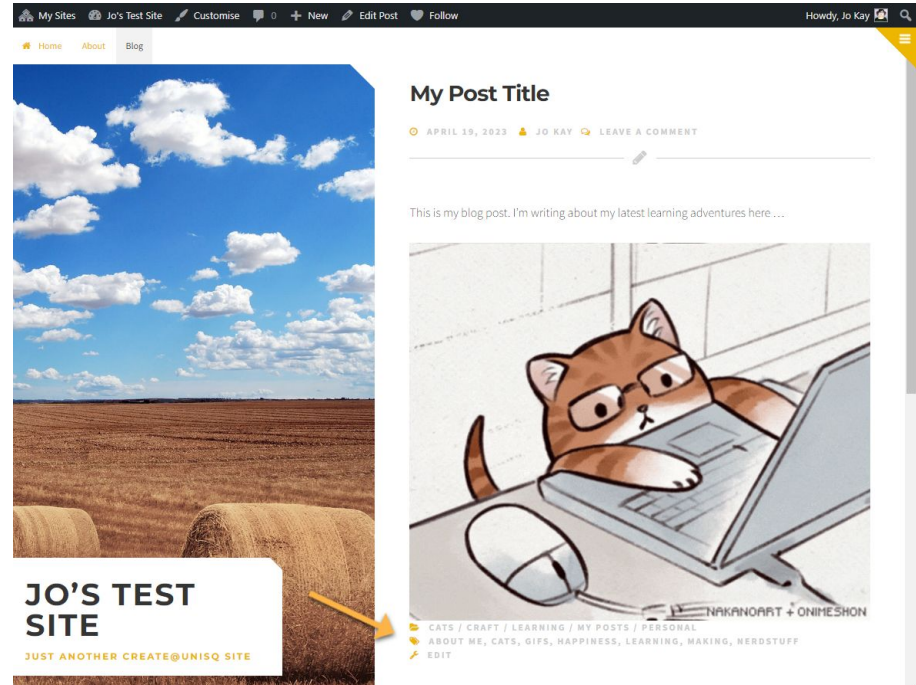 My Sites Jo's Test Site Customise 0 New Edit Post Follow Howdy, Jo Kay
Home About Blog
My Post Title
APRIL 19, 2023 JO KAY LEAVE A COMMENT
This is my blog post. I'm writing about my latest learning adventures here …
NAKANOART + ONIMESHON
JO'S TEST
SITE
JUST ANOTHER CREATE@UNISQ SITE
CATS / CRAFT / LEARNING / MY POSTS / PERSONAL
ABOUT ME, CATS, GIFS, HAPPINESS, LEARNING, MAKING, NERDSTUFF
EDIT